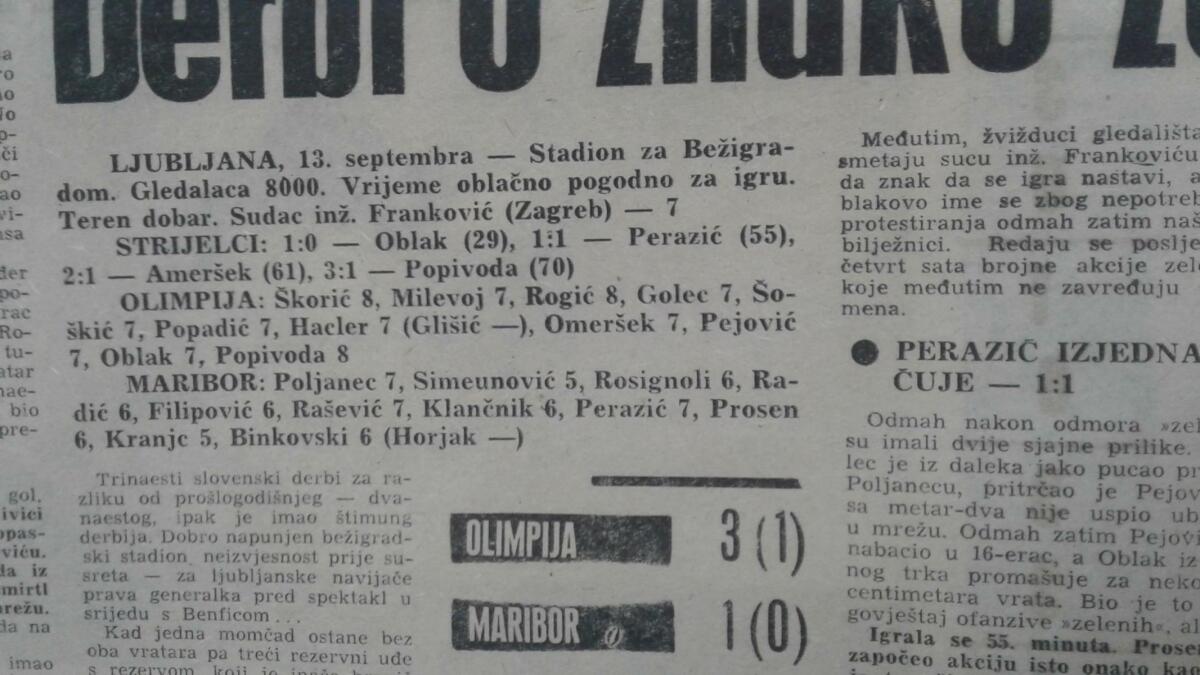 Derbi u znaku ze
LJUBLJANA, 13. septembra — Stadion za Bežigra-
dom. Gledalaca 8000. Vrijeme oblačno pogodno za igru.
Teren dobar. Sudac inž. Franković (Zagreb) — 7
STRIJELCI: 1:0 — Oblak (29), 1:1 — Perazić (55),
2:1 — Ameršek (61), 3:1 — Popivoda (70)
OLIMPIJA: Škorić 8, Milevoj 7, Rogić 8, Golec 7, Šo-
škić 7, Popadić 7, Hacler 7 (Glišić —), Omeršek 7, Pejović
7, Oblak 7, Popivoda 8
MARIBOR: Poljanec 7, Simeunović 5, Rosignoli 6, Ra-
dić 6, Filipović 6, Rašević 7, Klančnik 6, Perazić 7, Prosen
6, Kranjc 5, Binkovski 6 (Horjak —)
Trinaesti slovenski derbi za ra-
zliku od prošlogodišnjeg — dva-
naestog, ipak je imao štimung
derbija. Dobro napunjen bežigrad-
ski stadion, neizvjesnost prije su-
sreta — za ljubljanske navijače
prava generalka pred spektakl u
srijedu s Benficom...
Kad jedna momčad ostane bez
oba vratara pa treći rezervni uđe
s rezervom, koji je
OLIMPIJA 3 (1)
MARIBOR 1 (0)
Međutim, žvižduci gledališta
smetaju sucu inž. Frankoviću
da znak da se igra nastavi, a
blakovo ime se zbog nepotreb
protestiranja odmah zatim naš
bilježnici. Redaju se poslje
četvrt sata brojne akcije zele
koje međutim ne zavređuju
mena.
● PERAZIĆ IZJEDNA
ČUJE — 1:1
Odmah nakon odmora »zel
su imali dvije sjajne prilike.
lec je iz daleka jako pucao pr
Poljanecu, pritrčao je Pejov
sa metar-dva nije uspio ub
u mrežu. Odmah zatim Pejovi
nabacio u 16-erac, a Oblak iz
nog trka promašuje za neko
centimetara vrata. Bio je to
govještaj ofanzive »zelenih«, al
Igrala se 55. minuta. Prosen
započeo akciju isto onako kao